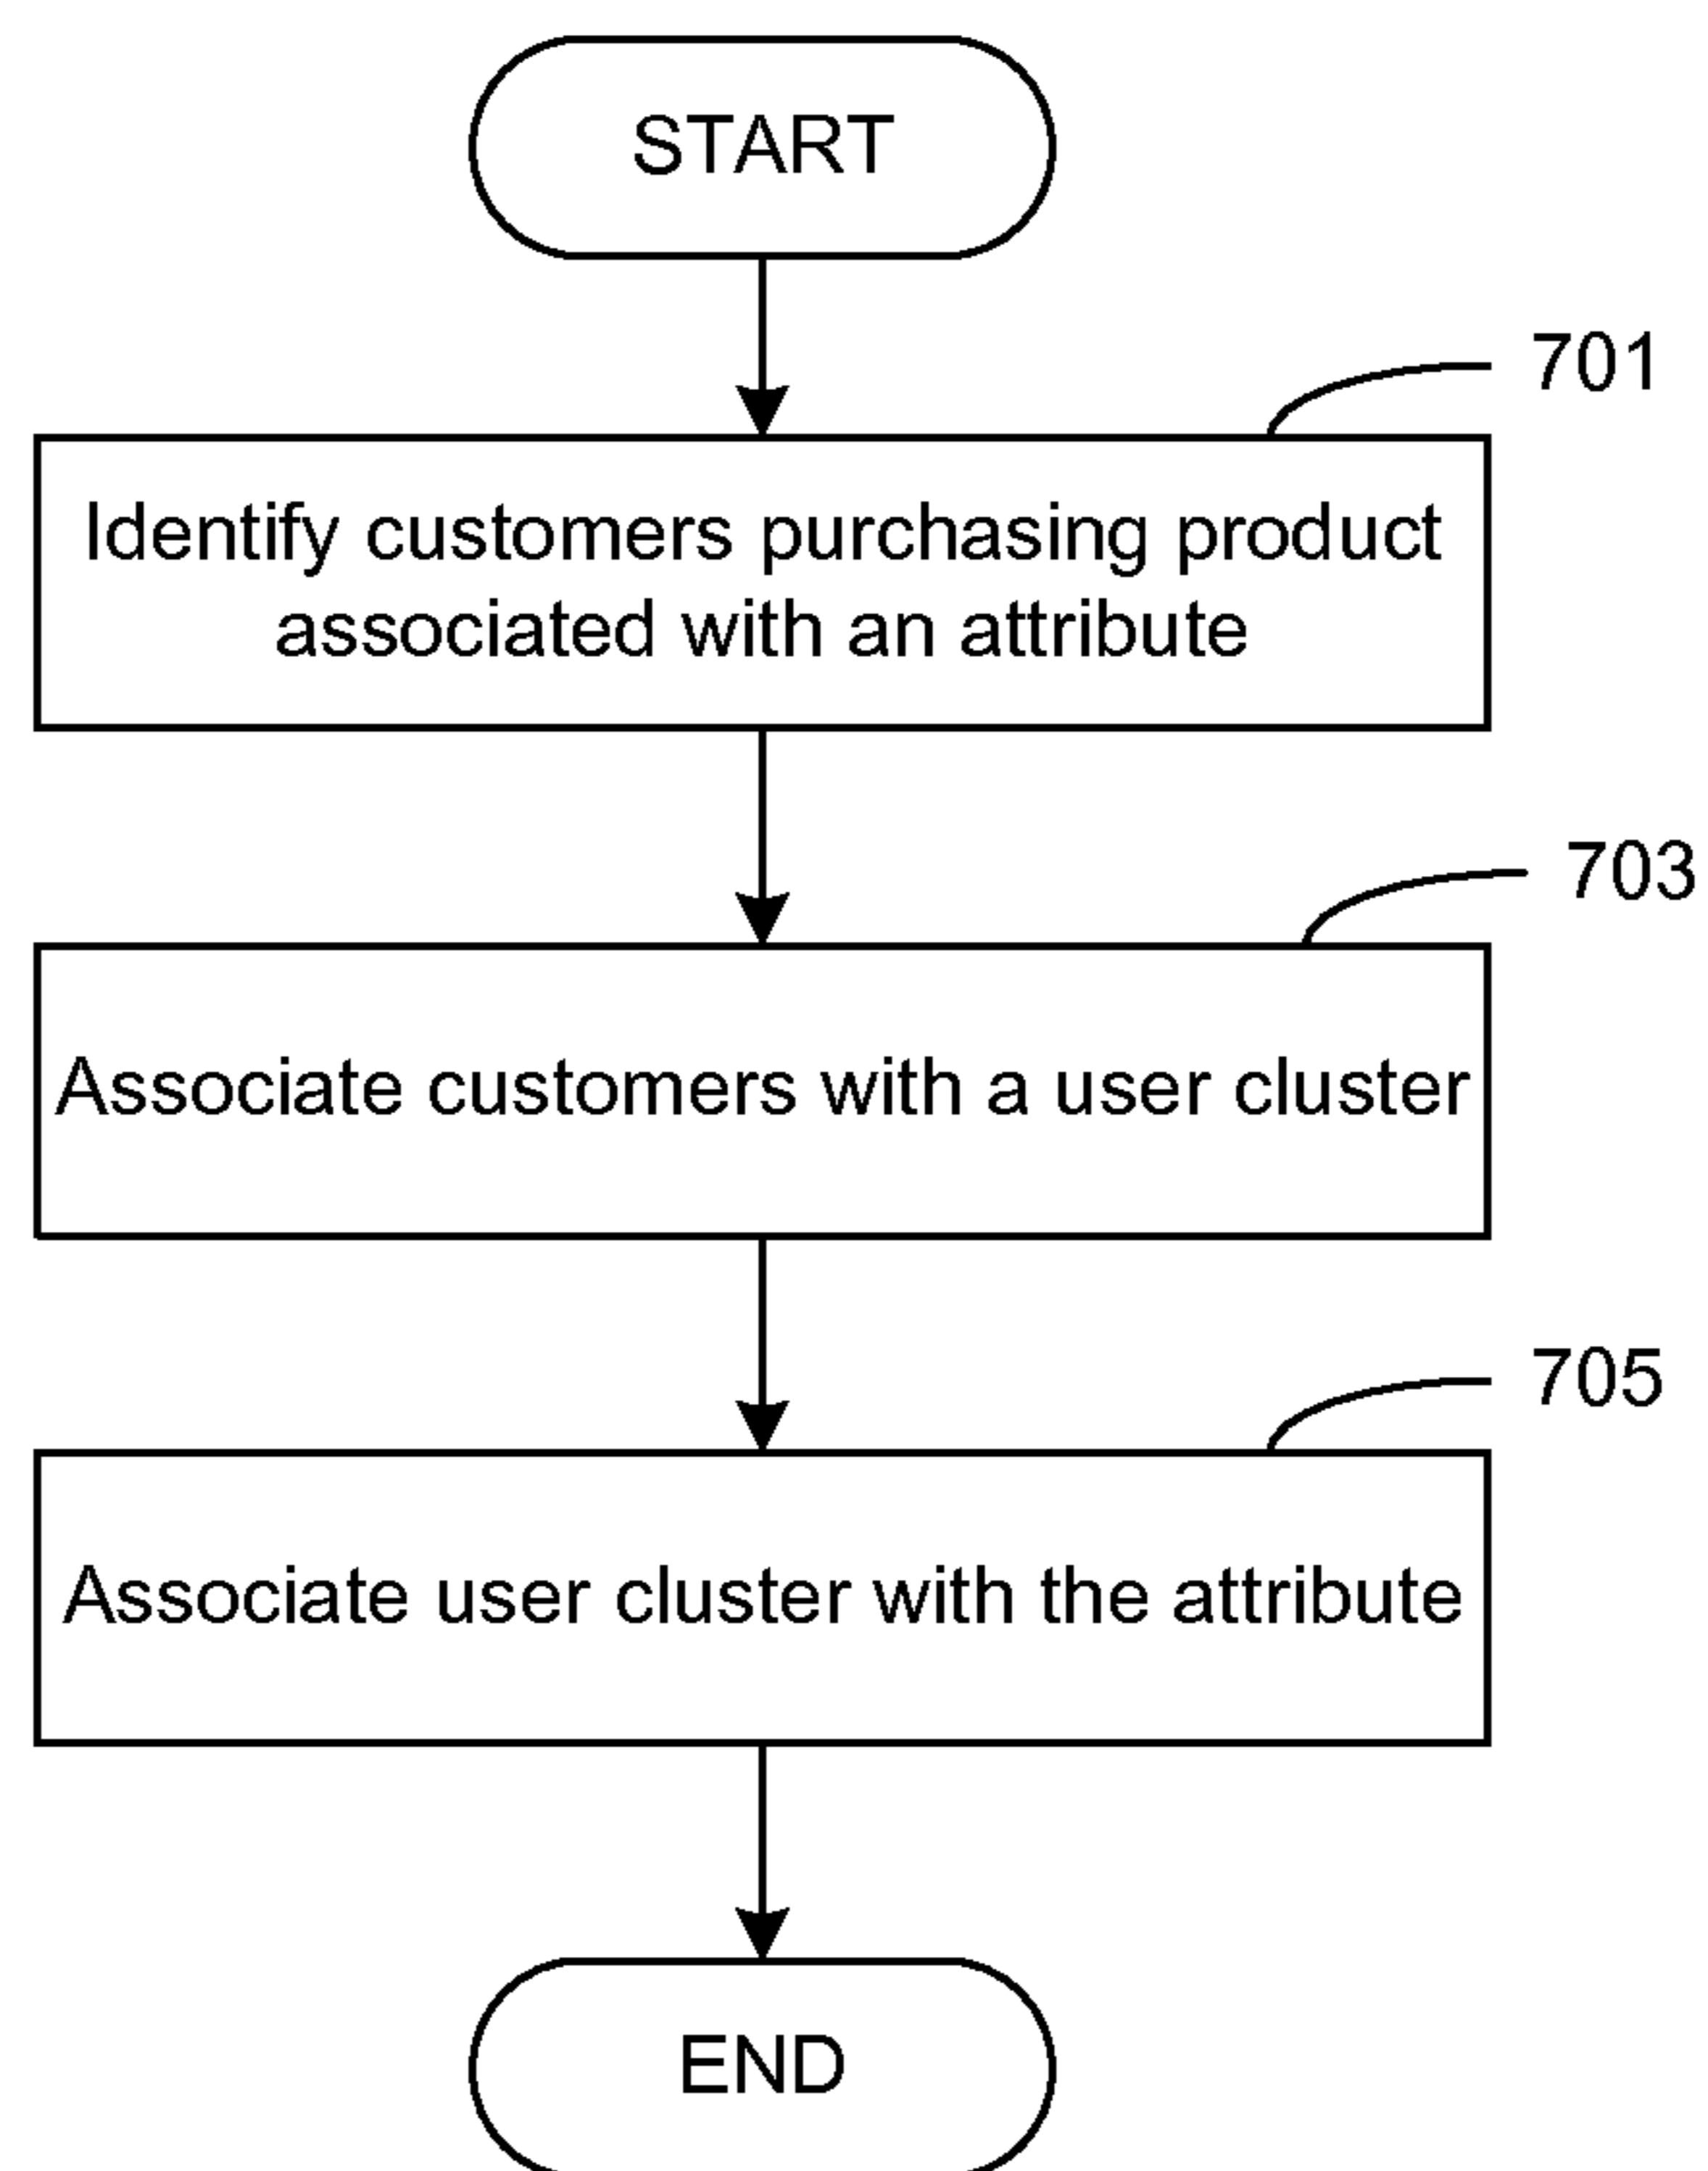 START
701
Identify customers purchasing product
associated with an attribute
703
Associate customers with a user cluster
705
Associate user cluster with the attribute
END